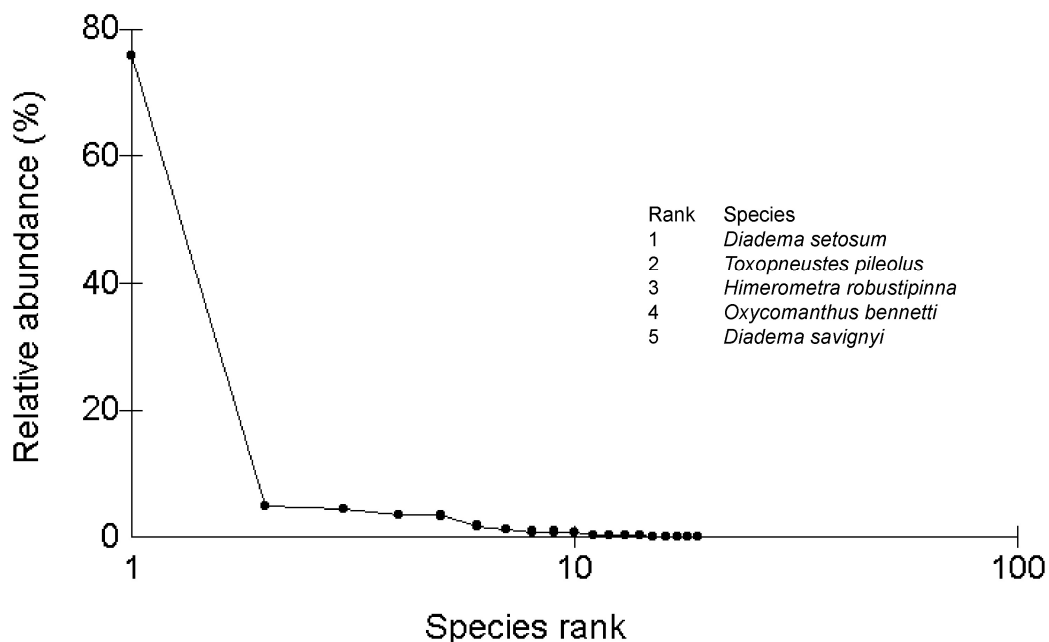 80
60
40
20
0
Relative abundance (%)
Rank Species
1 Diadema setosum
2 Toxopneustes pileolus
3 Himerometra robustipinna
4 Oxycomanthus bennetti
5 Diadema savignyi
1 10 100
Species rank